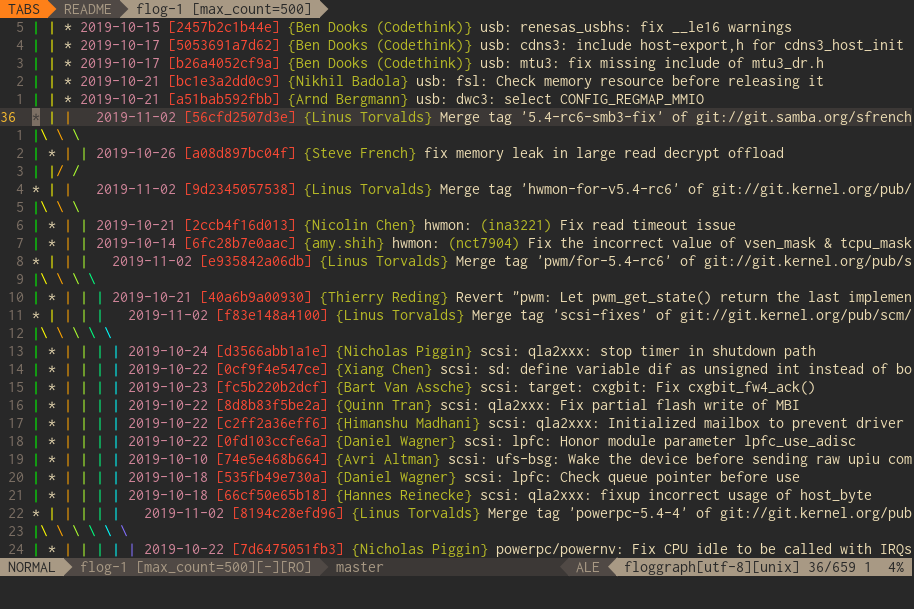 TABS README flog-1 [max_count=500]
5 | | * 2019-10-15 [2457b2c1b44e] {Ben Dooks (Codethink)} usb: renesas_usbhs: fix __le16 warnings
4 | | * 2019-10-17 [5053691a7d62] {Ben Dooks (Codethink)} usb: cdns3: include host-export,h for cdns3_host_init
3 | | * 2019-10-17 [b26a4052cf9a] {Ben Dooks (Codethink)} usb: mtu3: fix missing include of mtu3_dr.h
2 | | * 2019-10-21 [bc1e3a2dd0c9] {Nikhil Badola} usb: fsl: Check memory resource before releasing it
1 | | * 2019-10-21 [a51bab592fbb] {Arnd Bergmann} usb: dwc3: select CONFIG_REGMAP_MMIO
36 * | | 2019-11-02 [56cfd2507d3e] {Linus Torvalds} Merge tag '5.4-rc6-smb3-fix' of git://git.samba.org/sfrench
1 |\ \ \
2 | * | | 2019-10-26 [a08d897bc04f] {Steve French} fix memory leak in large read decrypt offload
3 | |/ /
4 * | | 2019-11-02 [9d2345057538] {Linus Torvalds} Merge tag 'hwmon-for-v5.4-rc6' of git://git.kernel.org/pub/
5 |\ \ \
6 | * | | 2019-10-21 [2ccb4f16d013] {Nicolin Chen} hwmon: (ina3221) Fix read timeout issue
7 | * | | 2019-10-14 [6fc28b7e0aac] {amy.shih} hwmon: (nct7904) Fix the incorrect value of vsen_mask & tcpu_mask
8 * | | | 2019-11-02 [e935842a06db] {Linus Torvalds} Merge tag 'pwm/for-5.4-rc6' of git://git.kernel.org/pub/s
9 |\ \ \ \
10 | * | | | 2019-10-21 [40a6b9a00930] {Thierry Reding} Revert "pwm: Let pwm_get_state() return the last implemen
11 * | | | | 2019-11-02 [f83e148a4100] {Linus Torvalds} Merge tag 'scsi-fixes' of git://git.kernel.org/pub/scm/
12 |\ \ \ \ \
13 | * | | | | 2019-10-24 [d3566abb1a1e] {Nicholas Piggin} scsi: qla2xxx: stop timer in shutdown path
14 | * | | | | 2019-10-22 [0cf9f4e547ce] {Xiang Chen} scsi: sd: define variable dif as unsigned int instead of bo
15 | * | | | | 2019-10-23 [fc5b220b2dcf] {Bart Van Assche} scsi: target: cxgbit: Fix cxgbit_fw4_ack()
16 | * | | | | 2019-10-22 [8d8b83f5be2a] {Quinn Tran} scsi: qla2xxx: Fix partial flash write of MBI
17 | * | | | | 2019-10-22 [c2ff2a36eff6] {Himanshu Madhani} scsi: qla2xxx: Initialized mailbox to prevent driver
18 | * | | | | 2019-10-22 [0fd103ccfe6a] {Daniel Wagner} scsi: lpfc: Honor module parameter lpfc_use_adisc
19 | * | | | | 2019-10-10 [74e5e468b664] {Avri Altman} scsi: ufs-bsg: Wake the device before sending raw upiu com
20 | * | | | | 2019-10-18 [535fb49e730a] {Daniel Wagner} scsi: lpfc: Check queue pointer before use
21 | * | | | | 2019-10-18 [66cf50e65b18] {Hannes Reinecke} scsi: qla2xxx: fixup incorrect usage of host_byte
22 * | | | | | 2019-11-02 [8194c28efd96] {Linus Torvalds} Merge tag 'powerpc-5.4-4' of git://git.kernel.org/pub
23 |\ \ \ \ \ \
24 | * | | | | | 2019-10-22 [7d6475051fb3] {Nicholas Piggin} powerpc/powernv: Fix CPU idle to be called with IRQs
NORMAL flog-1 [max_count=500][-][RO] master ALE floggraph[utf-8][unix] 36/659 1 4%